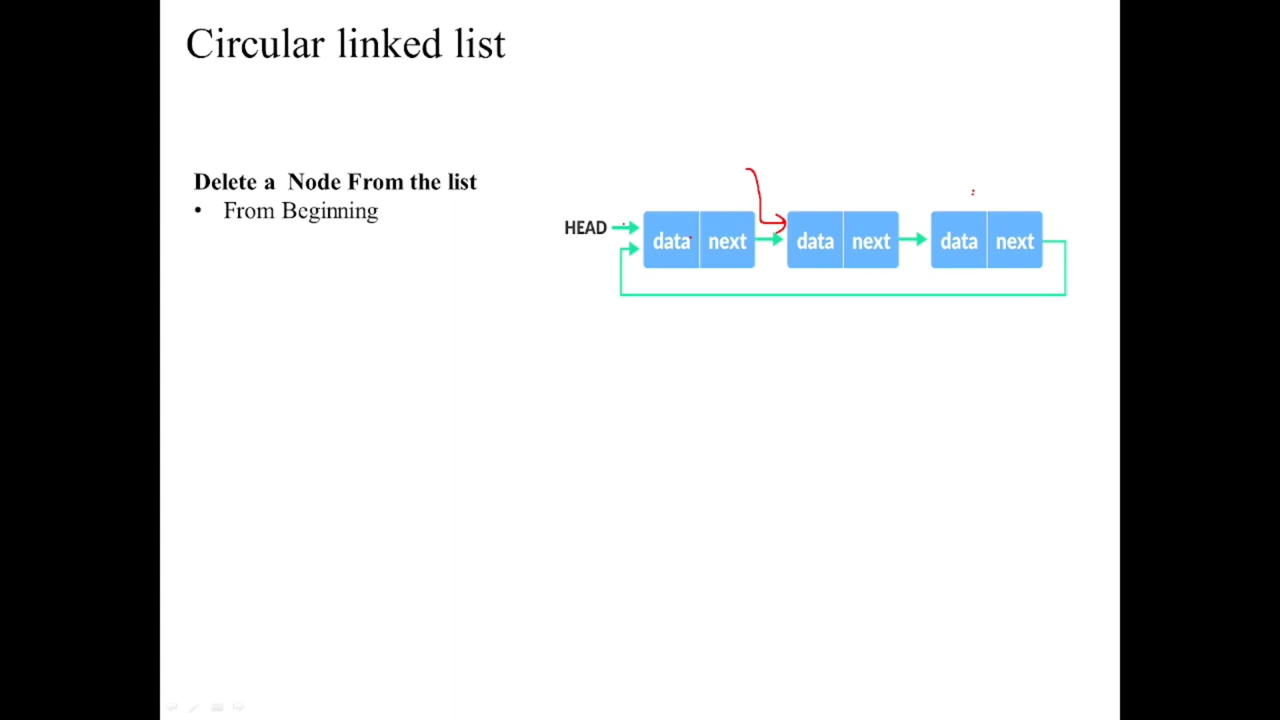 Circular linked list
Delete a Node From the list
• From Beginning
HEAD data next data next data next